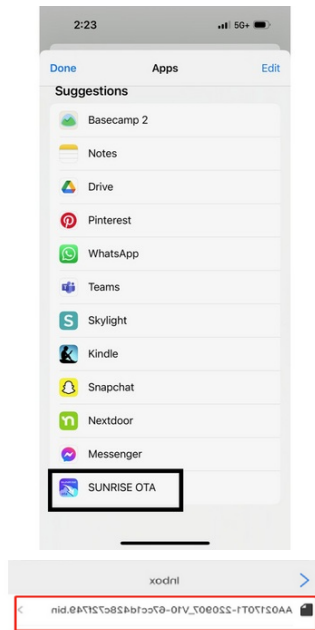 2:23 5G+
Done Apps Edit
Suggestions
Basecamp 2
Notes
Drive
Pinterest
WhatsApp
Teams
S Skylight
Kindle
Snapchat
Nextdoor
Messenger
SUNRISE OTA
Inbox